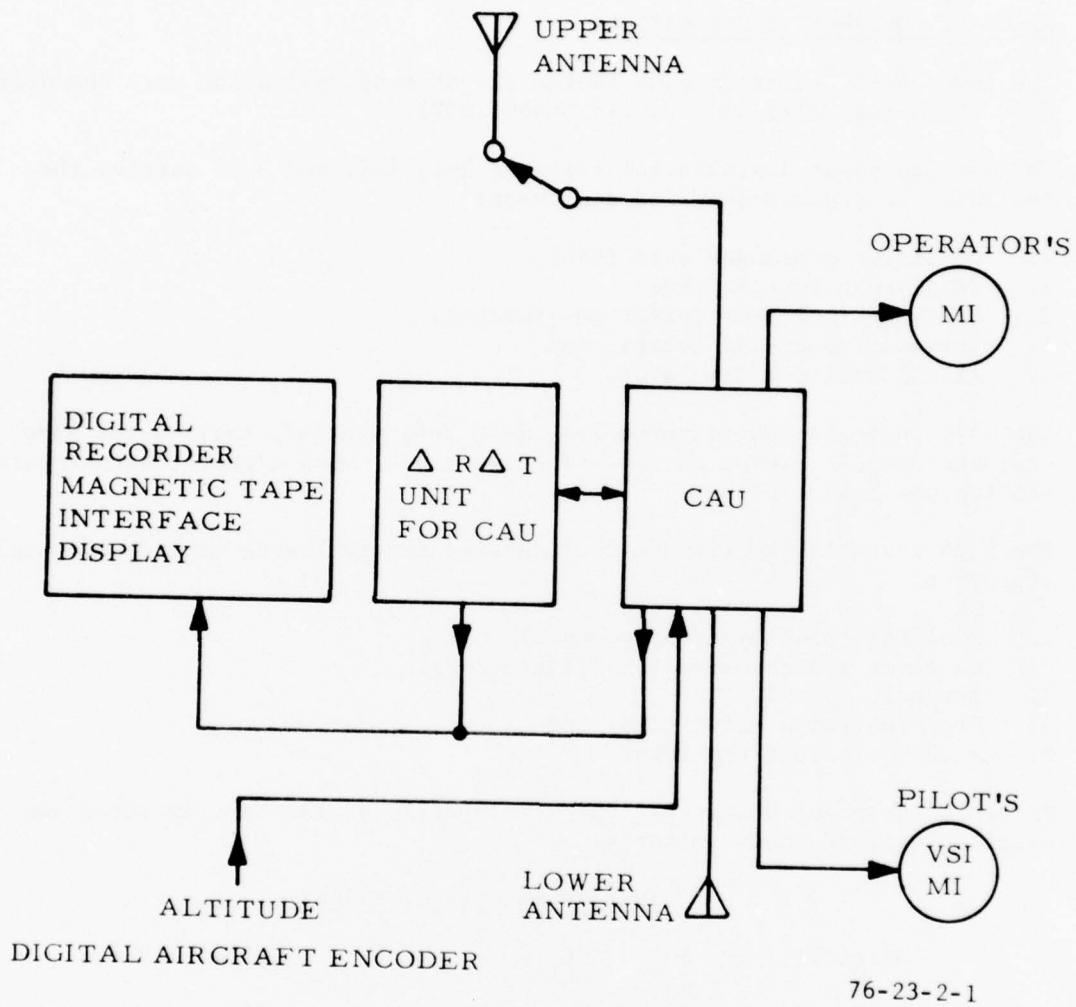 UPPER
ANTENNA
OPERATOR'S
MI
DIGITAL
RECORDER
MAGNETIC TAPE
INTERFACE
DISPLAY
Δ R Δ T
UNIT
FOR CAU
CAU
PILOT'S
VSI
MI
LOWER
ANTENNA
ALTITUDE
DIGITAL AIRCRAFT ENCODER
76-23-2-1